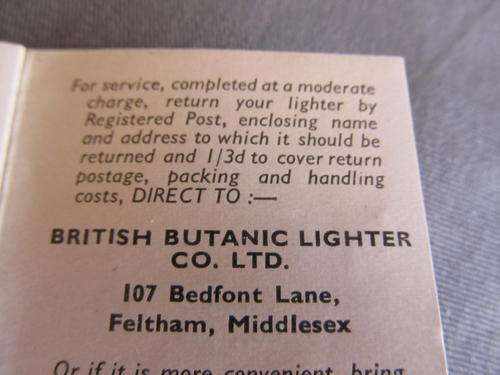 For service, completed at a moderate
charge, return your lighter by
Registered Post, enclosing name
and address to which it should be
returned and 1/3d to cover return
postage, packing and handling
costs, DIRECT TO :—
BRITISH BUTANIC LIGHTER
CO. LTD.
107 Bedfont Lane,
Feltham, Middlesex
Or if it is more convenient, bring